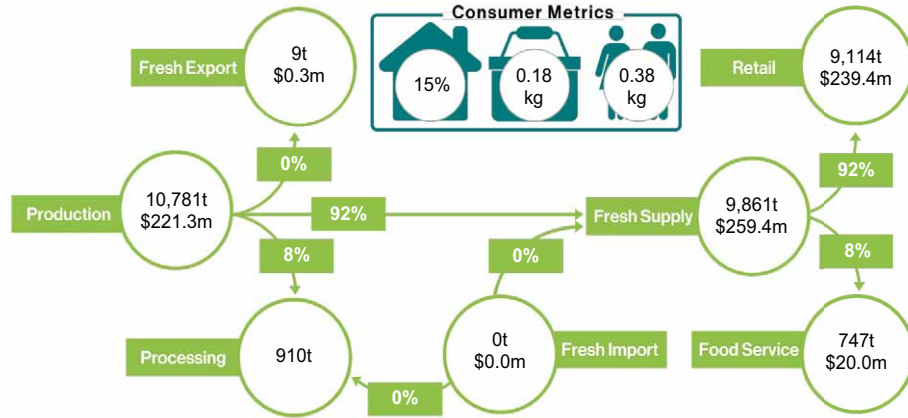 Consumer Metrics
15%
0.18
kg
0.38
kg
Fresh Export
9t
$0.3m
Retail
9,114t
$239.4m
0%
92%
Production
10,781t
$221.3m
92%
Fresh Supply
9,861t
$259.4m
8%
0%
8%
Processing
910t
0t
$0.0m
Fresh Import
Food Service
747t
$20.0m
0%